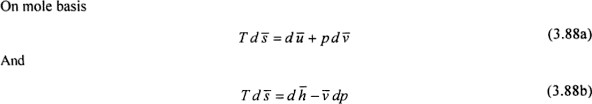 On mole basis
T d s̅ = d u̅ + p d v̅ (3.88a)
And
T d s̅ = d h̅ − v̅ dp (3.88b)